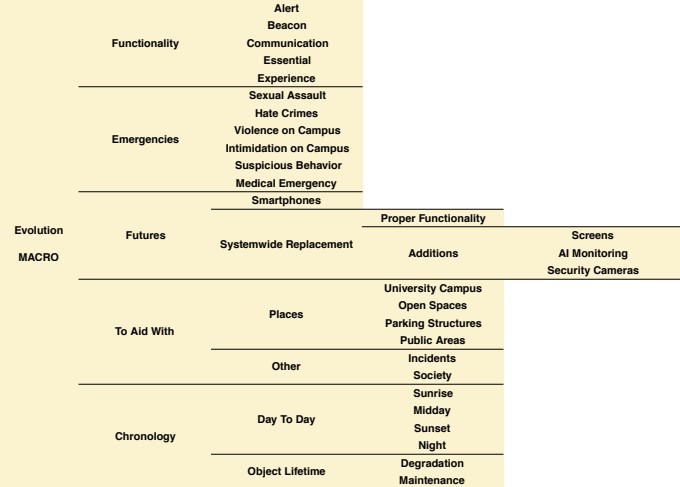 Evolution
MACRO
Functionality
Alert
Beacon
Communication
Essential
Experience
Emergencies
Sexual Assault
Hate Crimes
Violence on Campus
Intimidation on Campus
Suspicious Behavior
Medical Emergency
Futures
Smartphones
Systemwide Replacement
Proper Functionality
Additions
Screens
AI Monitoring
Security Cameras
To Aid With
Places
University Campus
Open Spaces
Parking Structures
Public Areas
Other
Incidents
Society
Chronology
Day To Day
Sunrise
Midday
Sunset
Night
Object Lifetime
Degradation
Maintenance